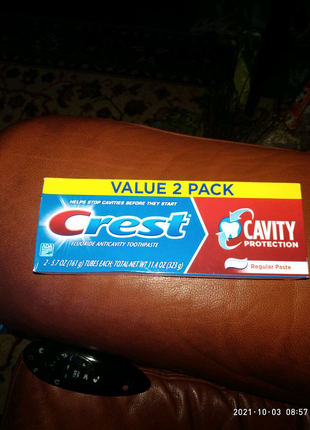 VALUE 2 PACK
HELPS STOP CAVITIES BEFORE THEY START
Crest
FLUORIDE ANTICAVITY TOOTHPASTE
ADA
CAVITY
PROTECTION
Regular Paste
2 - 5.7 OZ (161 g) TUBES EACH; TOTAL NET WT 11.4 OZ (323 g)
2021-10-03 08:57